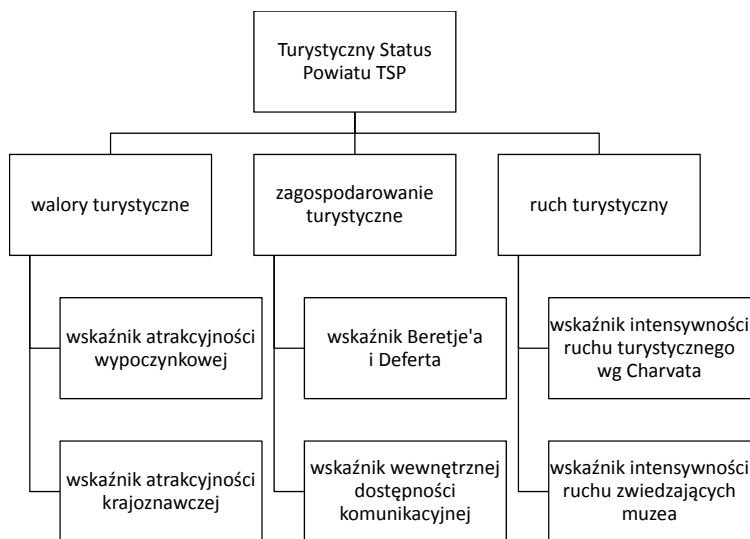 Turystyczny Status
Powiatu TSP
walory turystyczne
zagospodarowanie
turystyczne
ruch turystyczny
wskaźnik atrakcyjności
wypoczynkowej
wskaźnik Beretje'a
i Deferta
wskaźnik intensywności
ruchu turystycznego
wg Charvata
wskaźnik atrakcyjności
krajoznawczej
wskaźnik wewnętrznej
dostępności
komunikacyjnej
wskaźnik intensywności
ruchu zwiedzających
muzea